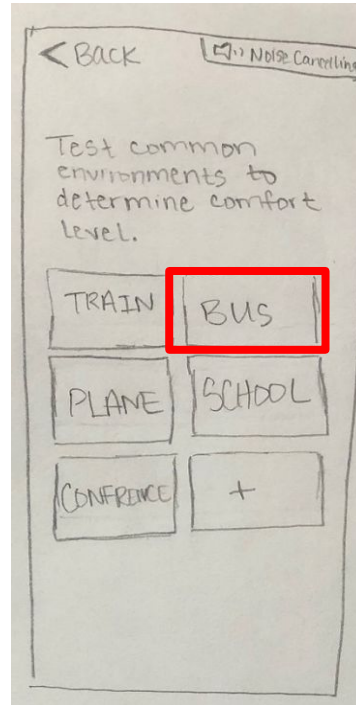 < Back
Noise Cancelling
Test common
environments to
determine comfort
level.
TRAIN
BUS
PLANE
SCHOOL
CONFRENCE
+